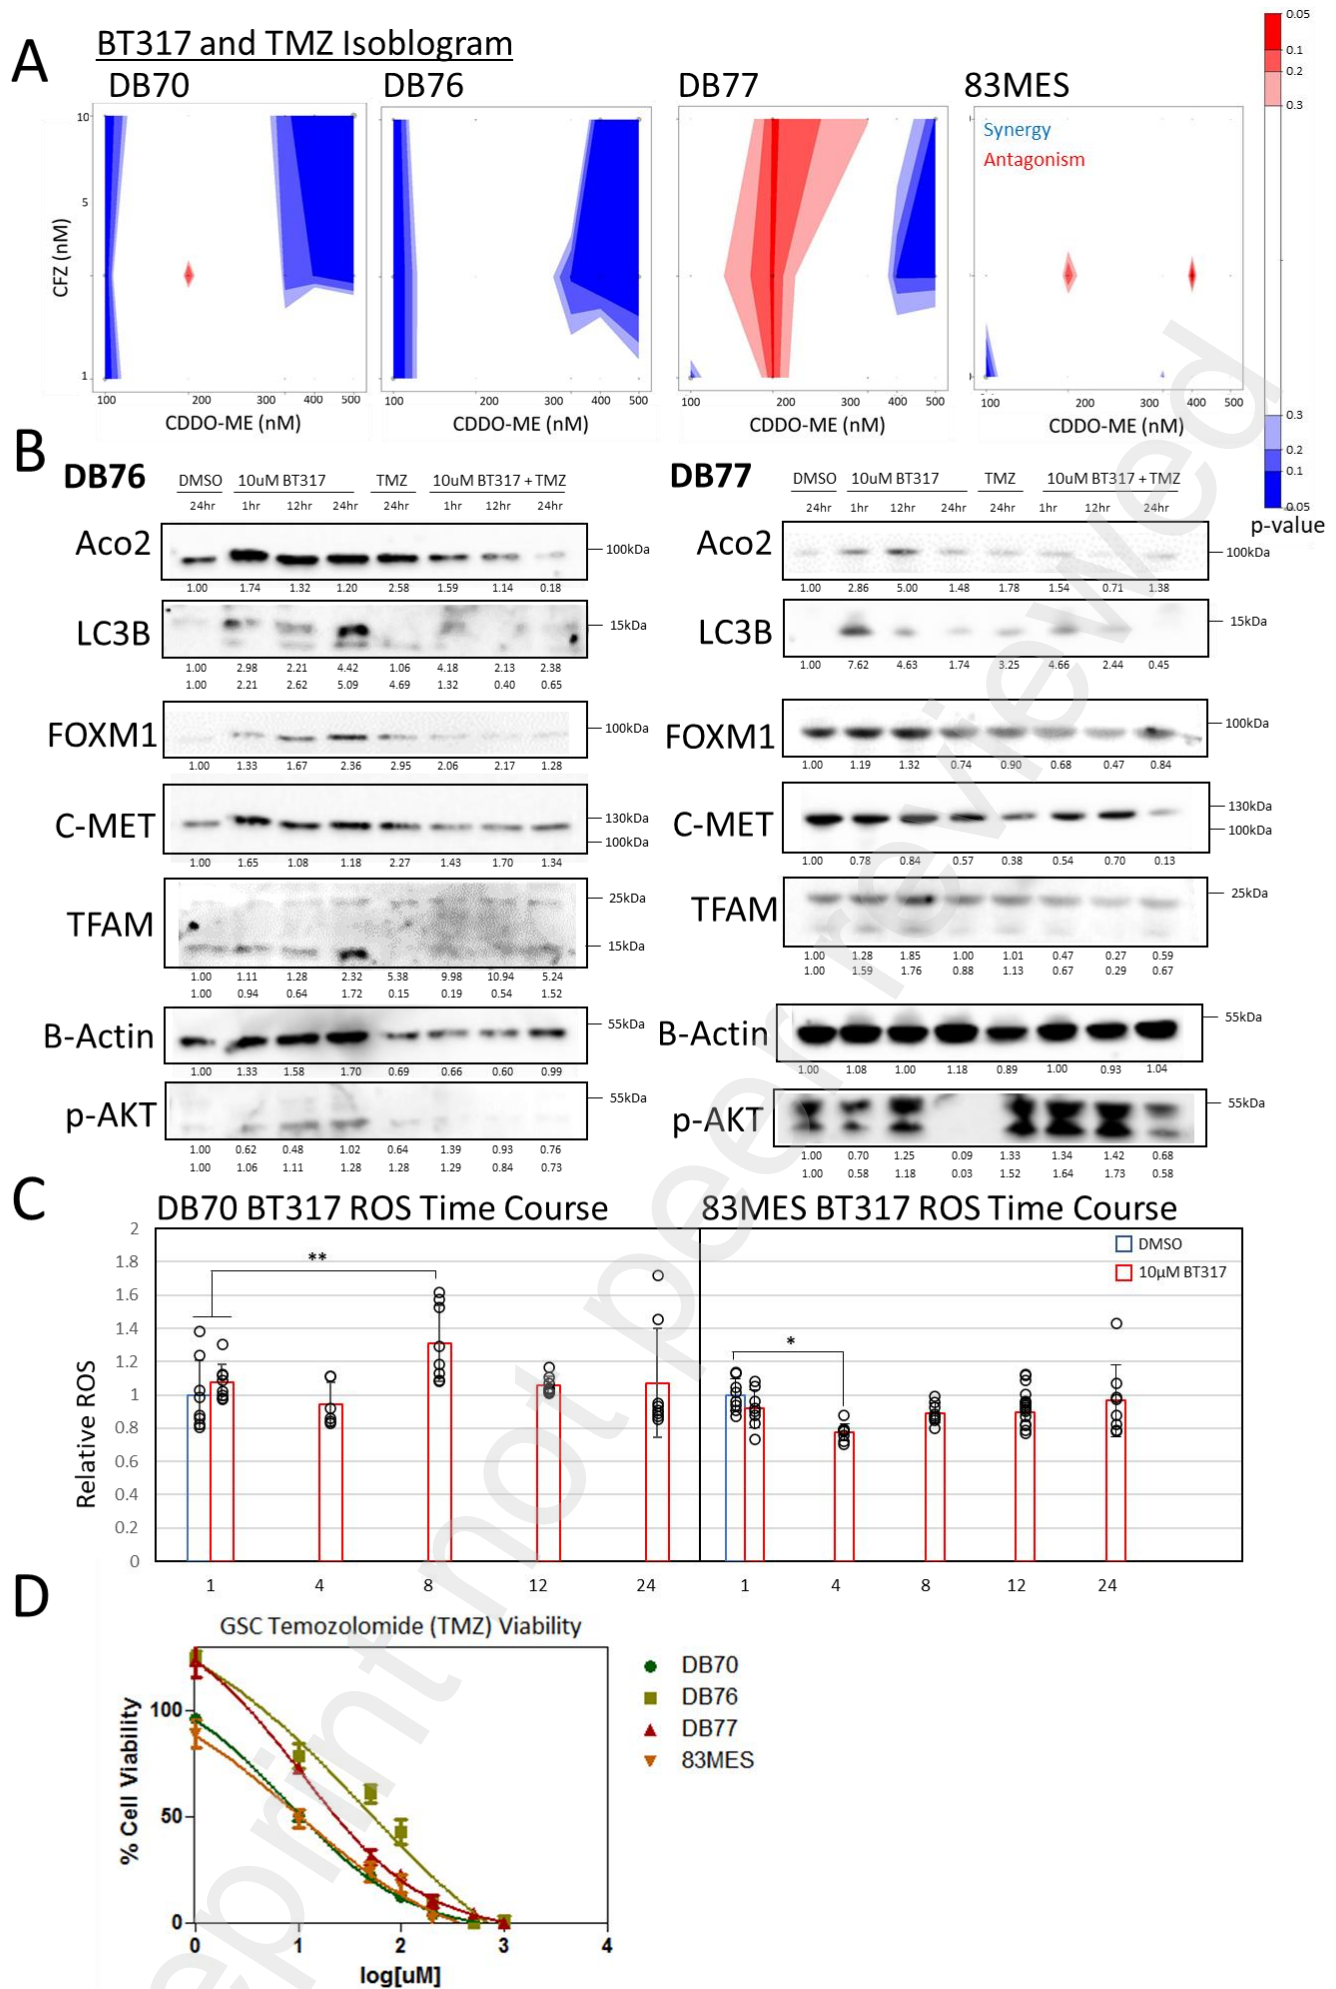 A
BT317 and TMZ Isoblogram
DB70 DB76 DB77 83MES
Synergy
Antagonism
CFZ (nM)
10
5
1
100 200 300 400 500
100 200 300 400 500
100 200 300 400 500
100 200 300 400 500
CDDO-ME (nM) CDDO-ME (nM) CDDO-ME (nM) CDDO-ME (nM)
0.05
0.1
0.2
0.3
0.3
0.2
0.1
0.05
p-value
B
DB76
DMSO 10uM BT317 TMZ 10uM BT317 + TMZ
24hr 1hr 12hr 24hr 24hr 1hr 12hr 24hr
Aco2 100kDa
1.00 1.74 1.32 1.20 2.58 1.59 1.14 0.18
LC3B 15kDa
1.00 2.98 2.21 4.42 1.06 4.18 2.13 2.38
1.00 2.21 2.62 5.09 4.69 1.32 0.40 0.65
FOXM1 100kDa
1.00 1.33 1.67 2.36 2.95 2.06 2.17 1.28
C-MET 130kDa
100kDa
1.00 1.65 1.08 1.18 2.27 1.43 1.70 1.34
TFAM 25kDa
15kDa
1.00 1.11 1.28 2.32 5.38 9.98 10.94 5.24
1.00 0.94 0.64 1.72 0.15 0.19 0.54 1.52
B-Actin 55kDa
1.00 1.33 1.58 1.70 0.69 0.66 0.60 0.99
p-AKT 55kDa
1.00 0.62 0.48 1.02 0.64 1.39 0.93 0.76
1.00 1.06 1.11 1.28 1.28 1.29 0.84 0.73
DB77
DMSO 10uM BT317 TMZ 10uM BT317 + TMZ
24hr 1hr 12hr 24hr 24hr 1hr 12hr 24hr
Aco2 100kDa
1.00 2.86 5.00 1.48 1.78 1.54 0.71 1.38
LC3B 15kDa
1.00 7.62 4.63 1.74 3.25 4.66 2.44 0.45
FOXM1 100kDa
1.00 1.19 1.32 0.74 0.90 0.68 0.47 0.84
C-MET 130kDa
100kDa
1.00 0.78 0.84 0.57 0.38 0.54 0.70 0.13
TFAM 25kDa
1.00 1.28 1.85 1.00 1.01 0.47 0.27 0.59
1.00 1.59 1.76 0.88 1.13 0.67 0.29 0.67
B-Actin 55kDa
1.00 1.08 1.00 1.18 0.89 1.00 0.93 1.04
p-AKT 55kDa
1.00 0.70 1.25 0.09 1.33 1.34 1.42 0.68
1.00 0.58 1.18 0.03 1.52 1.64 1.73 0.58
C
DB70 BT317 ROS Time Course 83MES BT317 ROS Time Course
DMSO
10µM BT317
** *
Relative ROS
2
1.8
1.6
1.4
1.2
1
0.8
0.6
0.4
0.2
0
1 4 8 12 24 1 4 8 12 24
D
GSC Temozolomide (TMZ) Viability
DB70
DB76
DB77
83MES
% Cell Viability
100
50
0
0 1 2 3 4
log[uM]
preprint not peer reviewed